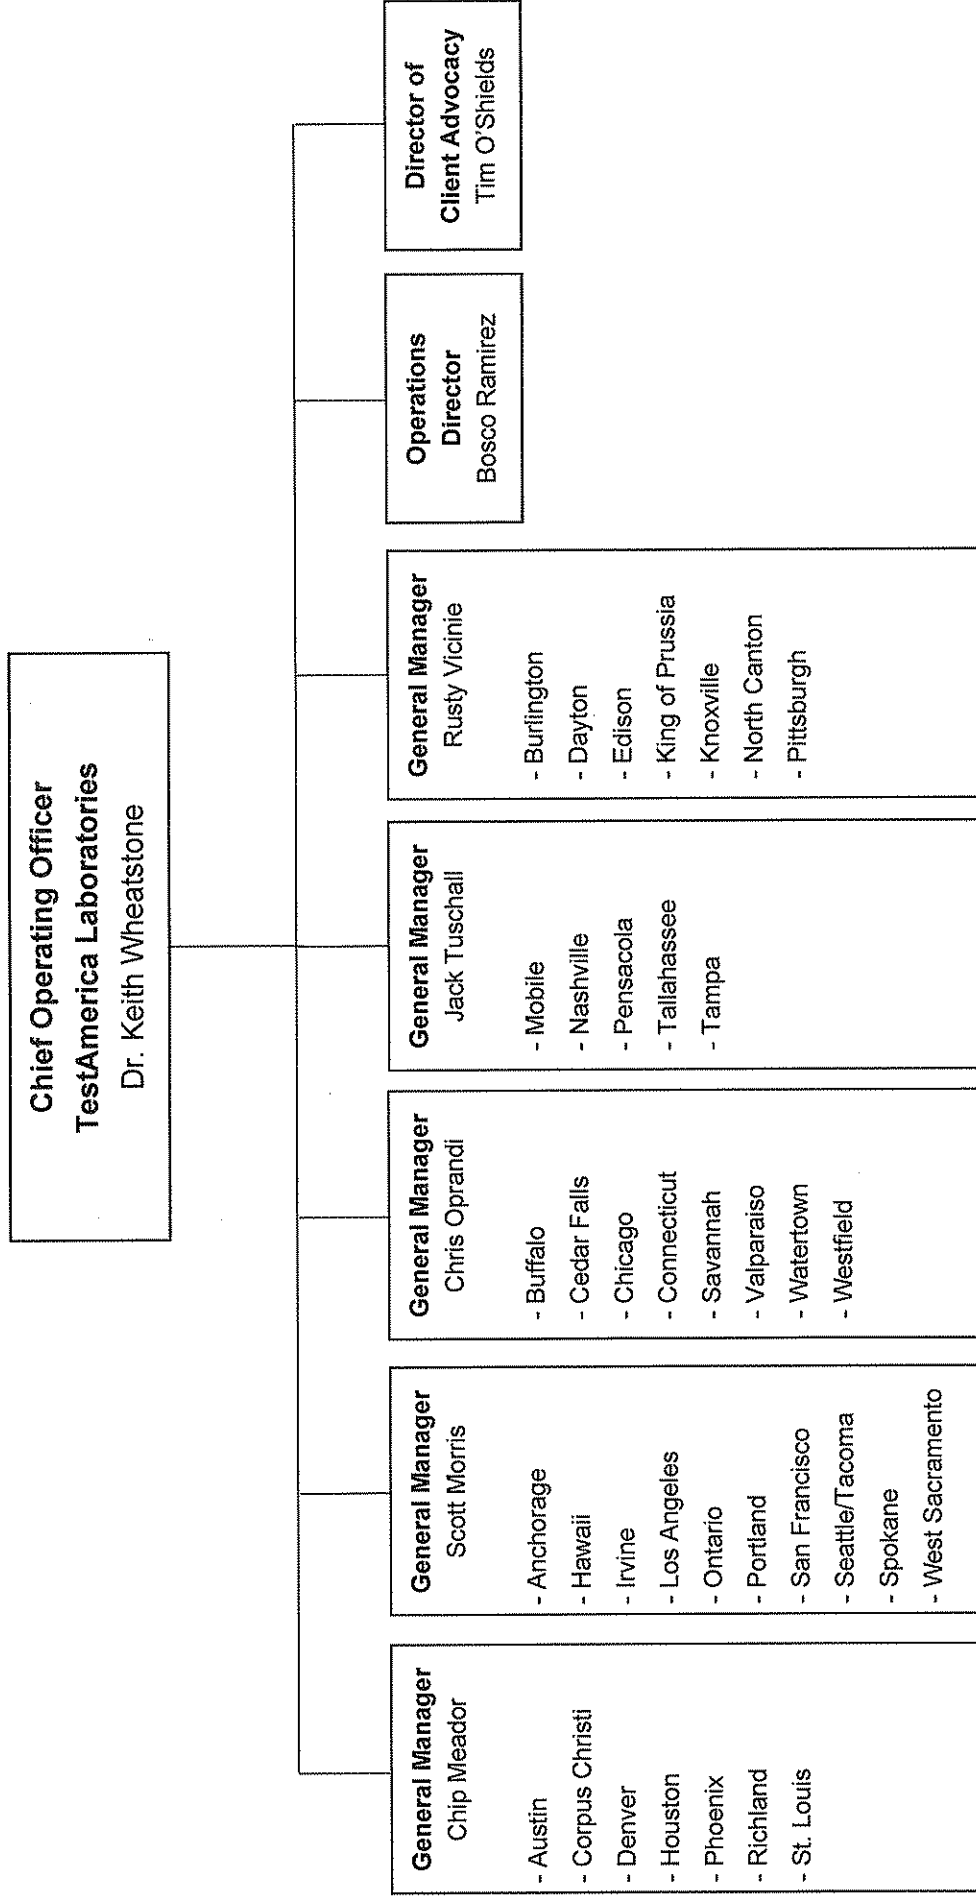 Chief Operating Officer
TestAmerica Laboratories
Dr. Keith Wheatstone
General Manager
Chip Meador
- Austin
- Corpus Christi
- Denver
- Houston
- Phoenix
- Richland
- St. Louis
General Manager
Scott Morris
- Anchorage
- Hawaii
- Irvine
- Los Angeles
- Ontario
- Portland
- San Francisco
- Seattle/Tacoma
- Spokane
- West Sacramento
General Manager
Chris Oprandi
- Buffalo
- Cedar Falls
- Chicago
- Connecticut
- Savannah
- Valparaiso
- Watertown
- Westfield
General Manager
Jack Tuschall
- Mobile
- Nashville
- Pensacola
- Tallahassee
- Tampa
General Manager
Rusty Vicinie
- Burlington
- Dayton
- Edison
- King of Prussia
- Knoxville
- North Canton
- Pittsburgh
Operations
Director
Bosco Ramirez
Director of
Client Advocacy
Tim O'Shields